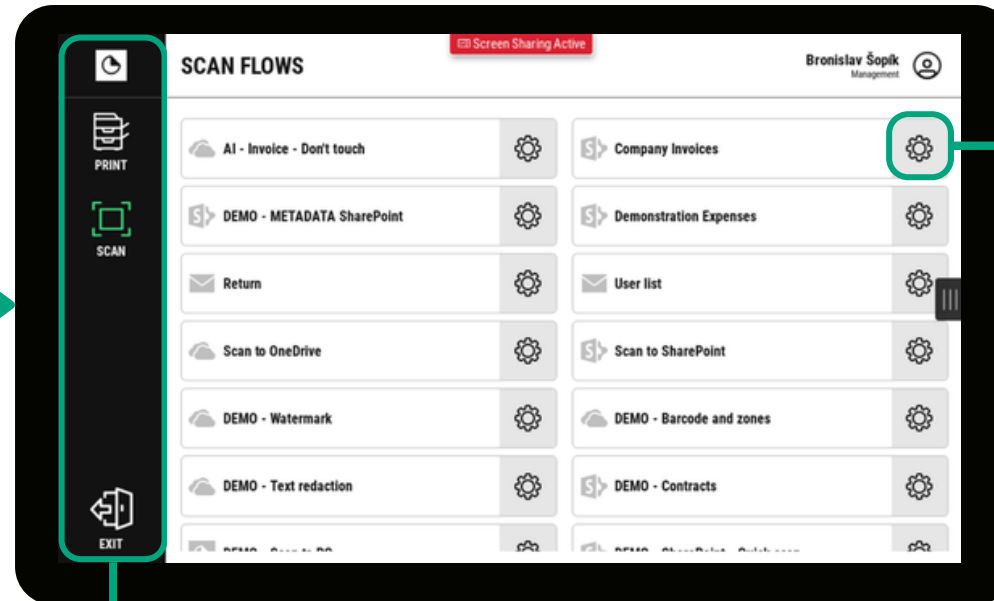 Screen Sharing Active
SCAN FLOWS
Bronislav Šopík
Management
PRINT
SCAN
EXIT
AI - Invoice - Don't touch
Company Invoices
DEMO - METADATA SharePoint
Demonstration Expenses
Return
User list
Scan to OneDrive
Scan to SharePoint
DEMO - Watermark
DEMO - Barcode and zones
DEMO - Text redaction
DEMO - Contracts